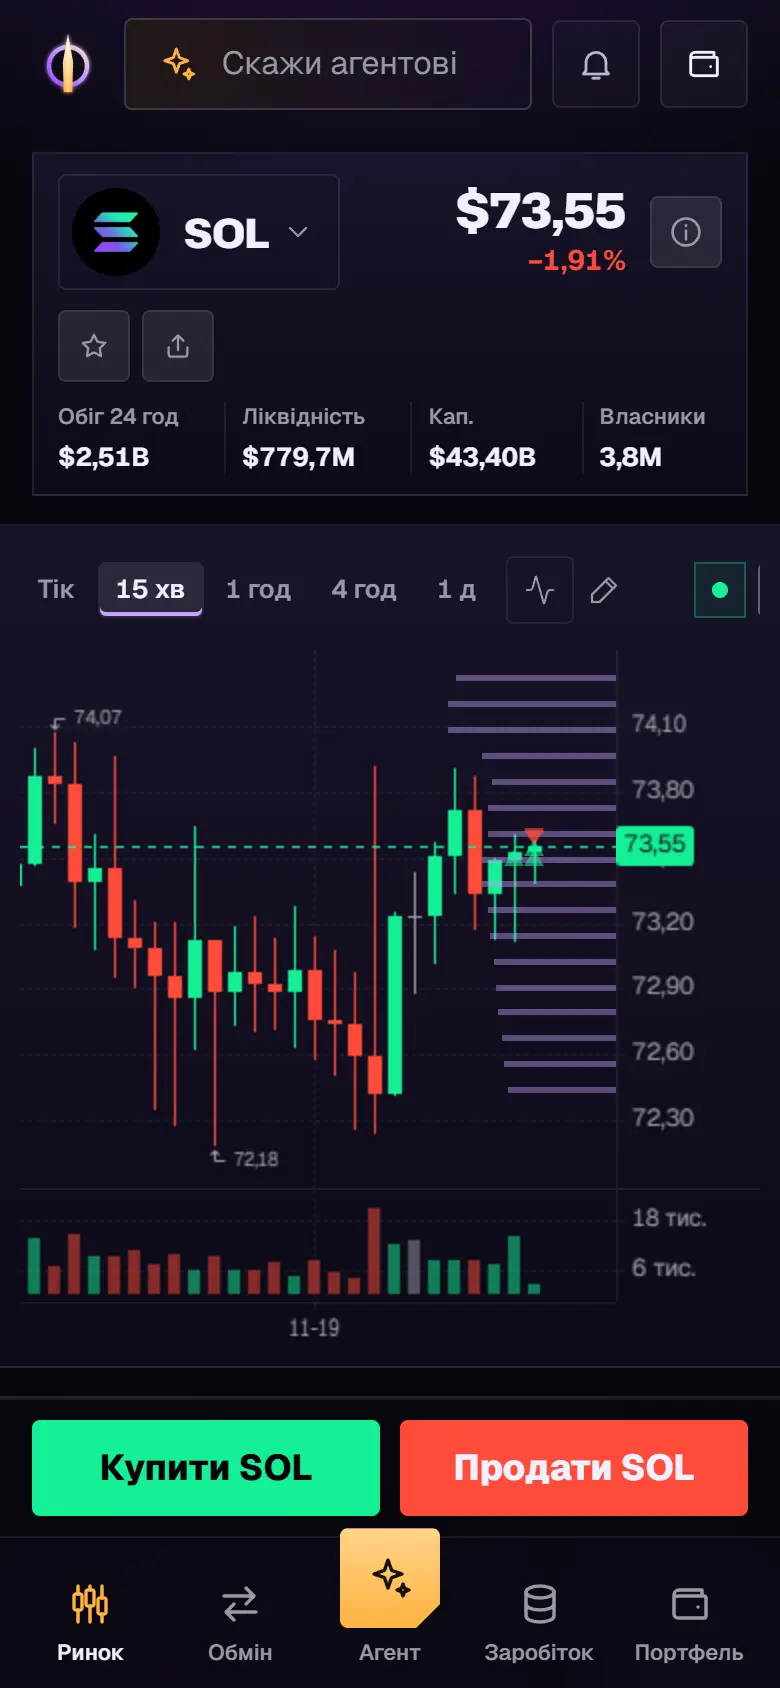 Скажи агентові
SOL
$73,55
−1,91%
Обіг 24 год
Ліквідність
Кап.
Власники
$2,51B
$779,7M
$43,40B
3,8M
Тік
15 хв
1 год
4 год
1 д
74,07
74,10
73,80
73,55
73,20
72,90
72,60
72,30
72,18
18 тис.
6 тис.
11-19
Купити SOL
Продати SOL
Ринок
Обмін
Агент
Заробіток
Портфель